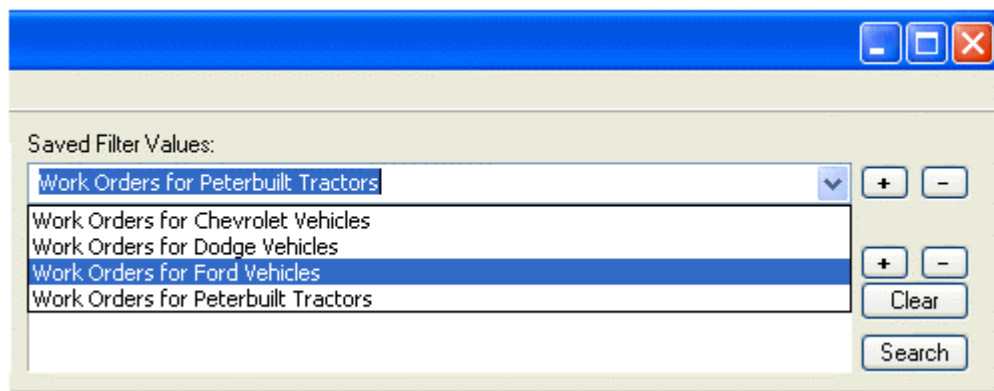 Saved Filter Values:
Work Orders for Peterbuilt Tractors
+ -
Work Orders for Chevrolet Vehicles
Work Orders for Dodge Vehicles
Work Orders for Ford Vehicles
Work Orders for Peterbuilt Tractors
+ -
Clear
Search